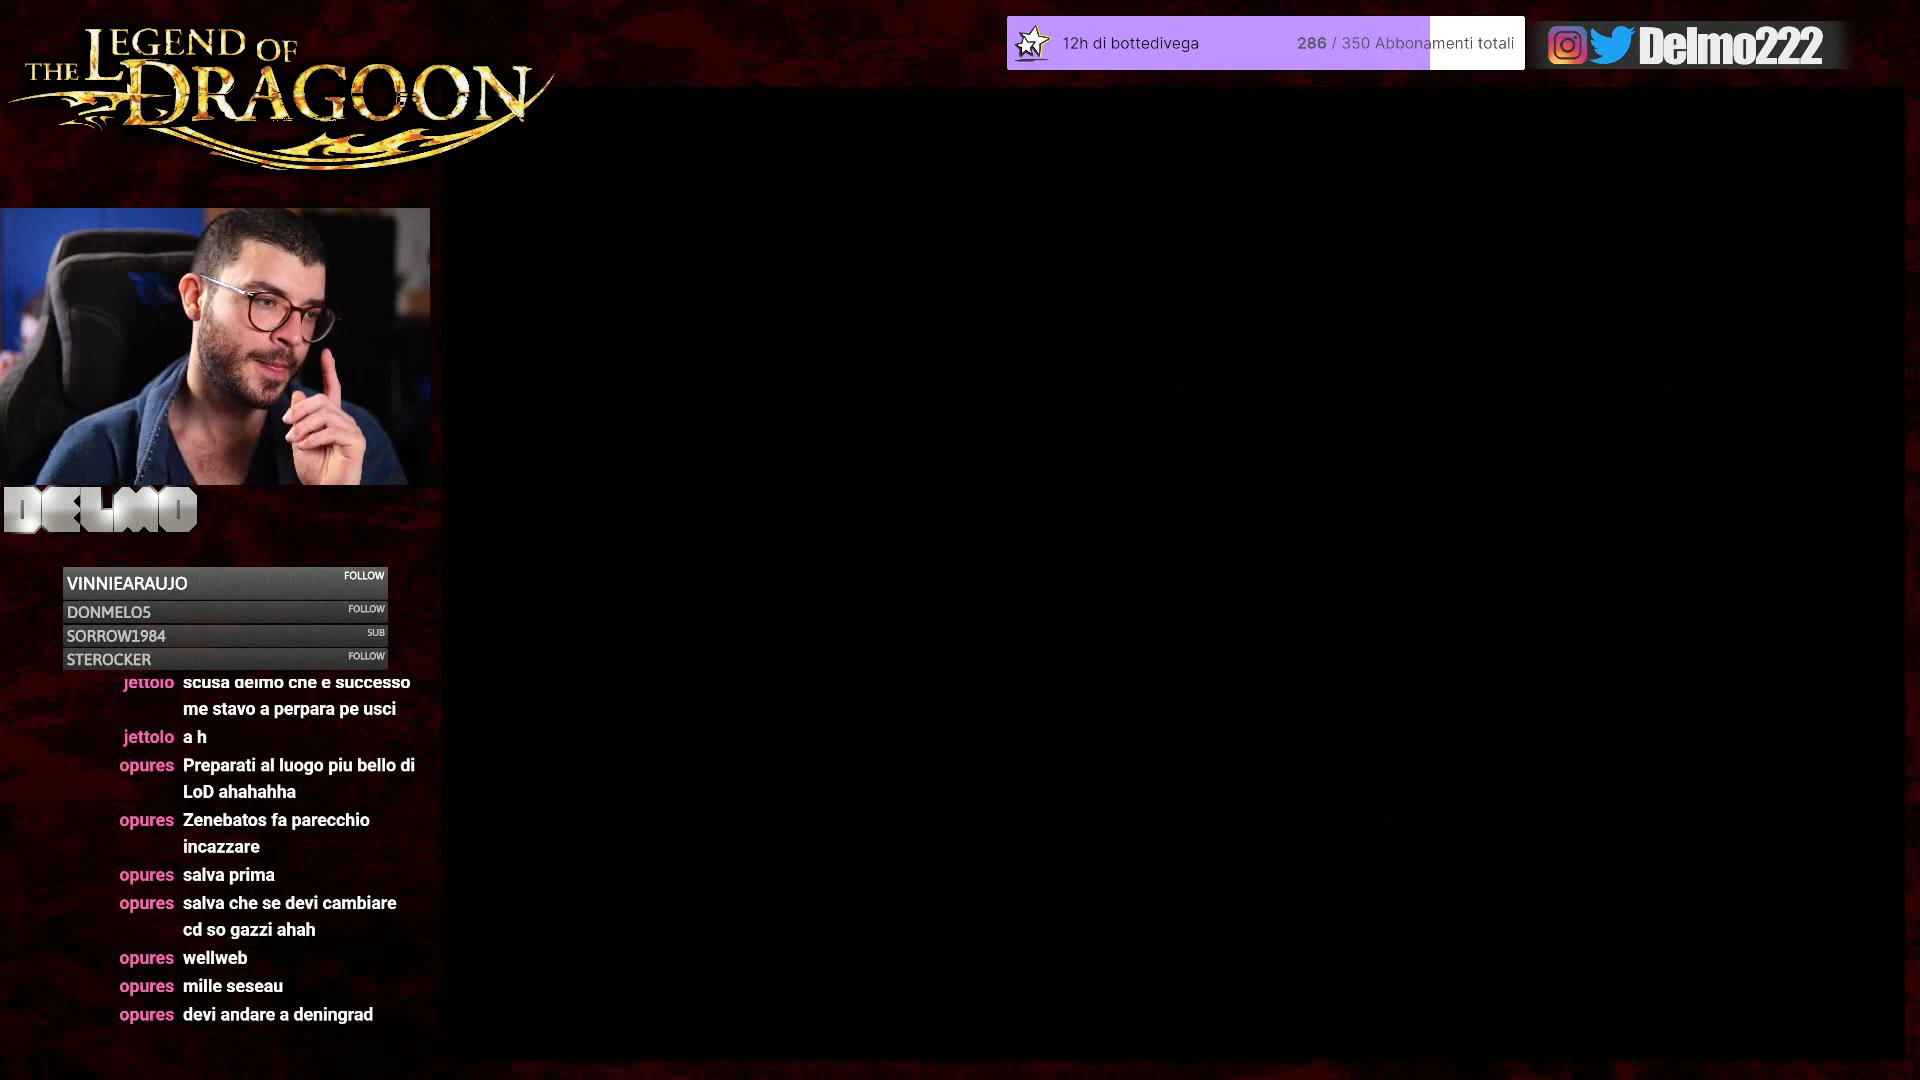 THE LEGEND OF
DRAGOON
12h di bottedivega
286 / 350 Abbonamenti totali
Delmo222
DELMO
VINNIEARAUJO FOLLOW
DONMELO5 FOLLOW
SORROW1984 SUB
STEROCKER FOLLOW
jettolo scusa delmo che e successo
me stavo a perpara pe usci
jettolo a h
opures Preparati al luogo piu bello di
LoD ahahahha
opures Zenebatos fa parecchio
incazzare
opures salva prima
opures salva che se devi cambiare
cd so gazzi ahah
opures wellweb
opures mille seseau
opures devi andare a deningrad